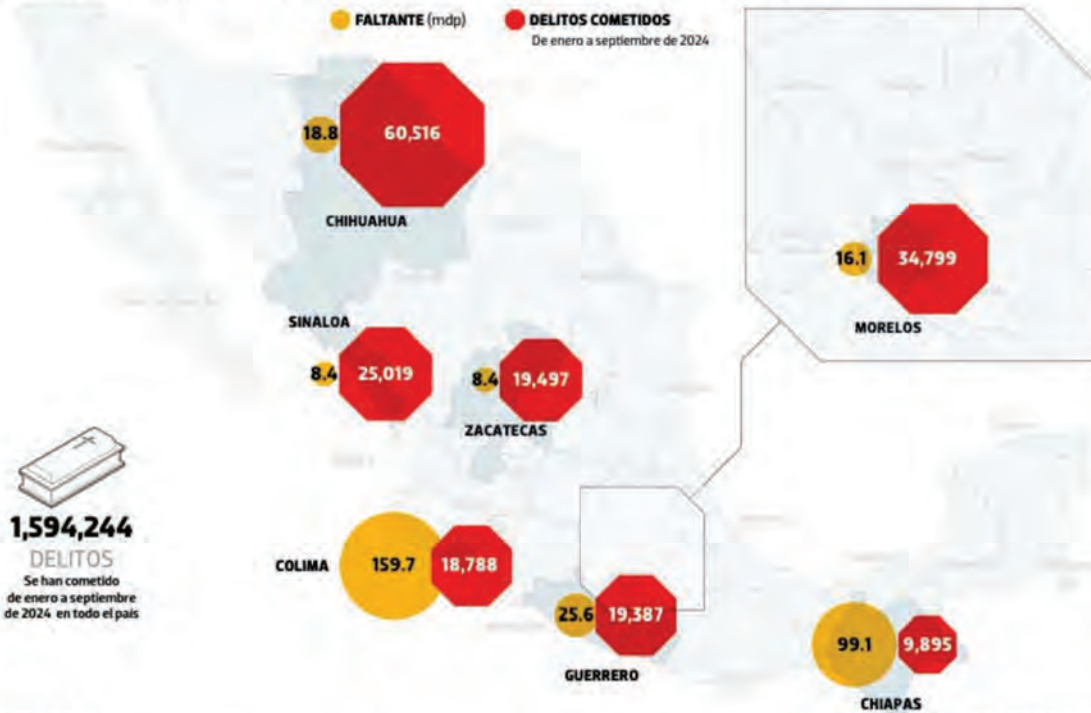 FALTANTE (mdp)
DELITOS COMETIDOS
De enero a septiembre de 2024
18.8
60,516
CHIHUAHUA
16.1
34,799
MORELOS
SINALOA
8.4
25,019
8.4
19,497
ZACATECAS
1,594,244
DELITOS
Se han cometido
de enero a septiembre
de 2024 en todo el país
COLIMA
159.7
18,788
25.6
19,387
GUERRERO
99.1
9,895
CHIAPAS